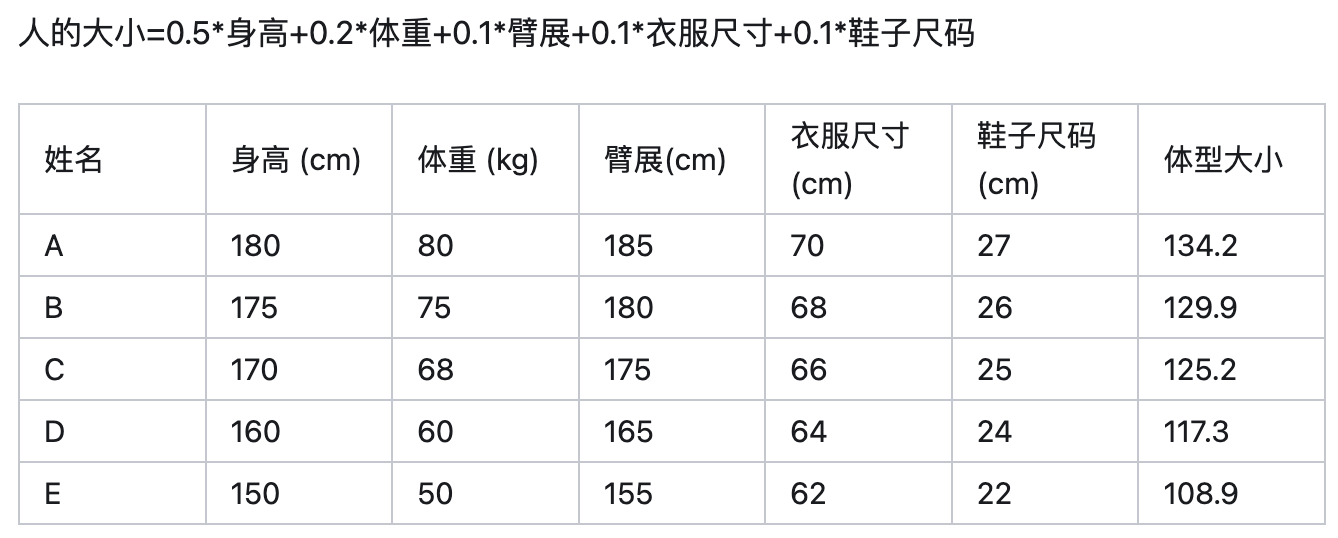 人的大小=0.5*身高+0.2*体重+0.1*臂展+0.1*衣服尺寸+0.1*鞋子尺码
姓名 身高 (cm) 体重 (kg) 臂展(cm) 衣服尺寸 (cm) 鞋子尺码 (cm) 体型大小
A 180 80 185 70 27 134.2
B 175 75 180 68 26 129.9
C 170 68 175 66 25 125.2
D 160 60 165 64 24 117.3
E 150 50 155 62 22 108.9